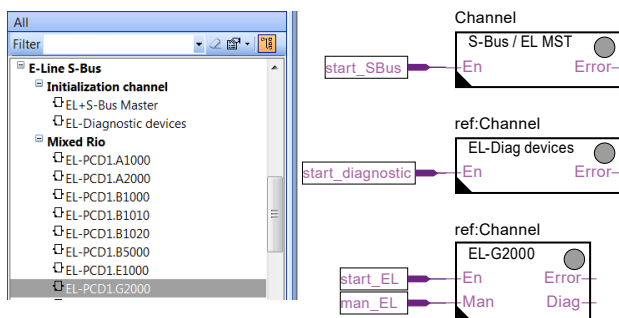 All
Filter
E-Line S-Bus
Initialization channel
EL+S-Bus Master
EL-Diagnostic devices
Mixed Rio
EL-PCD1.A1000
EL-PCD1.A2000
EL-PCD1.B1000
EL-PCD1.B1010
EL-PCD1.B1020
EL-PCD1.B5000
EL-PCD1.E1000
EL-PCD1.G2000
Channel
S-Bus / EL MST
start_SBus En Error
ref:Channel
EL-Diag devices
start_diagnostic En Error
ref:Channel
EL-G2000
start_EL En Error
man_EL Man Diag